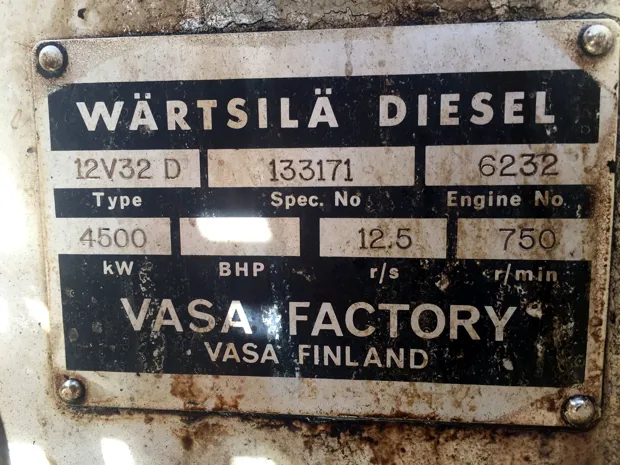 WÄRTSILÄ DIESEL
12V32 D 133171 6232
Type Spec. No Engine No.
4500 12.5 750
kW BHP r/s r/min
VASA FACTORY
VASA FINLAND